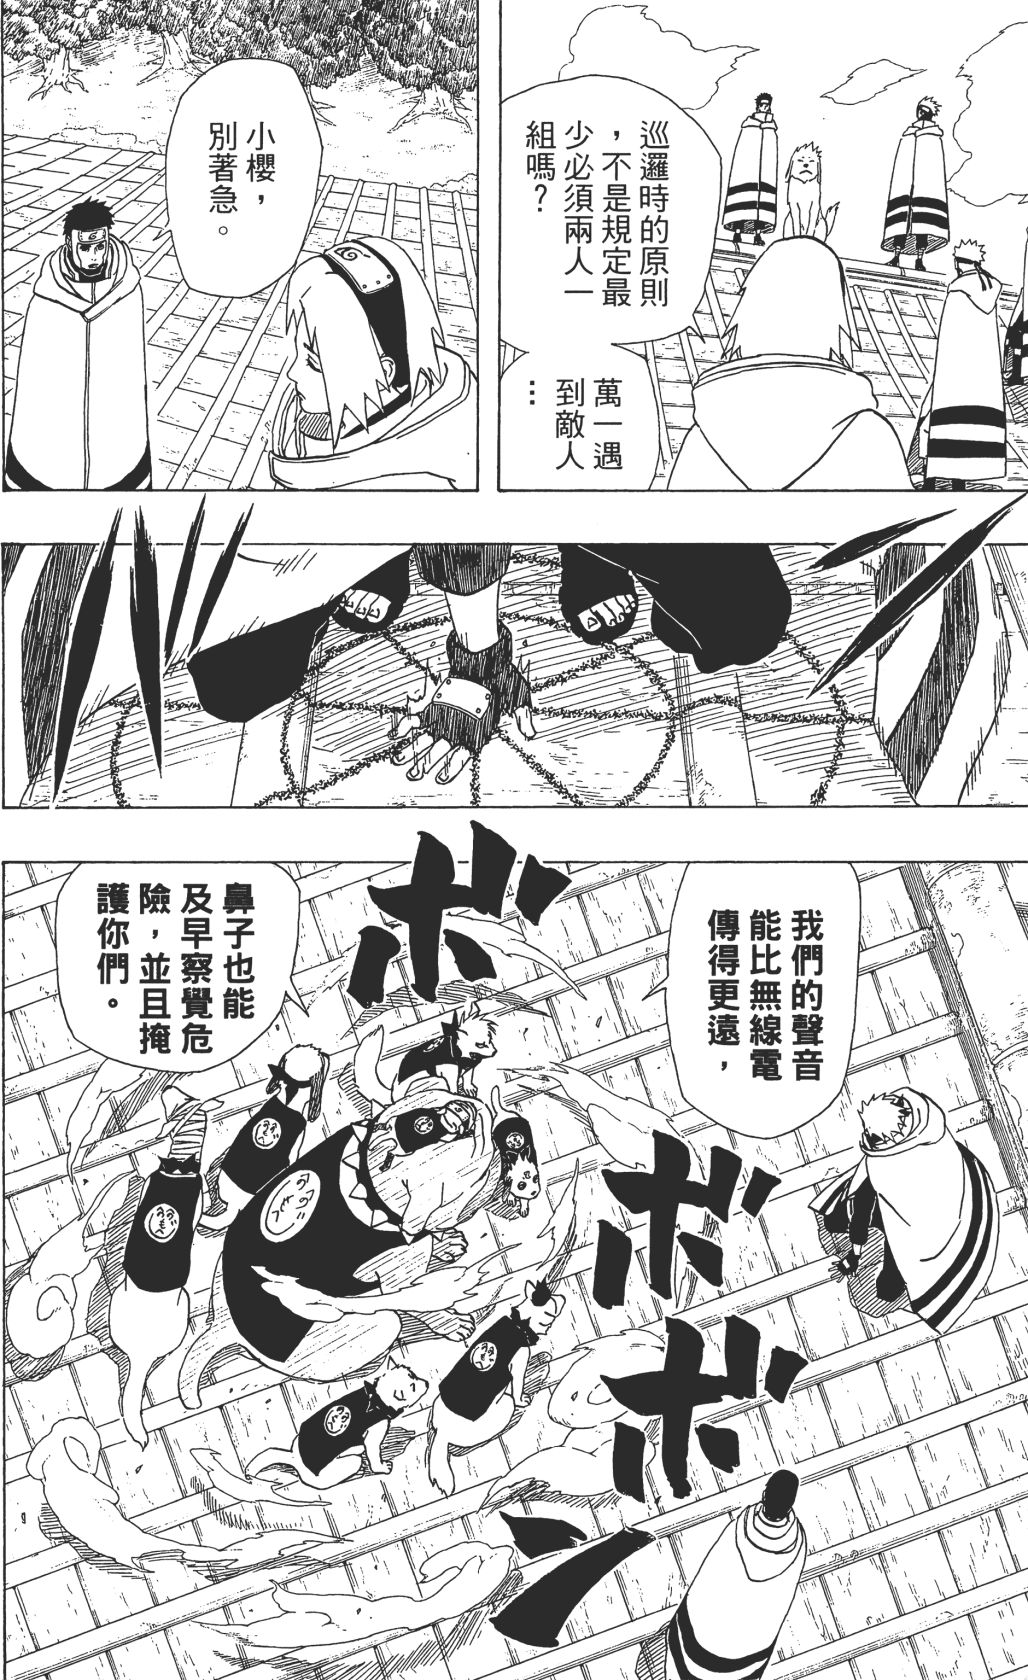 巡邏時的原則
，不是規定最
少必須兩人一
組嗎？
萬一遇
到敵人
…
小櫻，
別著急
。
ボ
ボ
ボ
我們的聲音
能比無線電
傳得更遠，
鼻子也能
及早察覺危
險，並且掩
護你們。